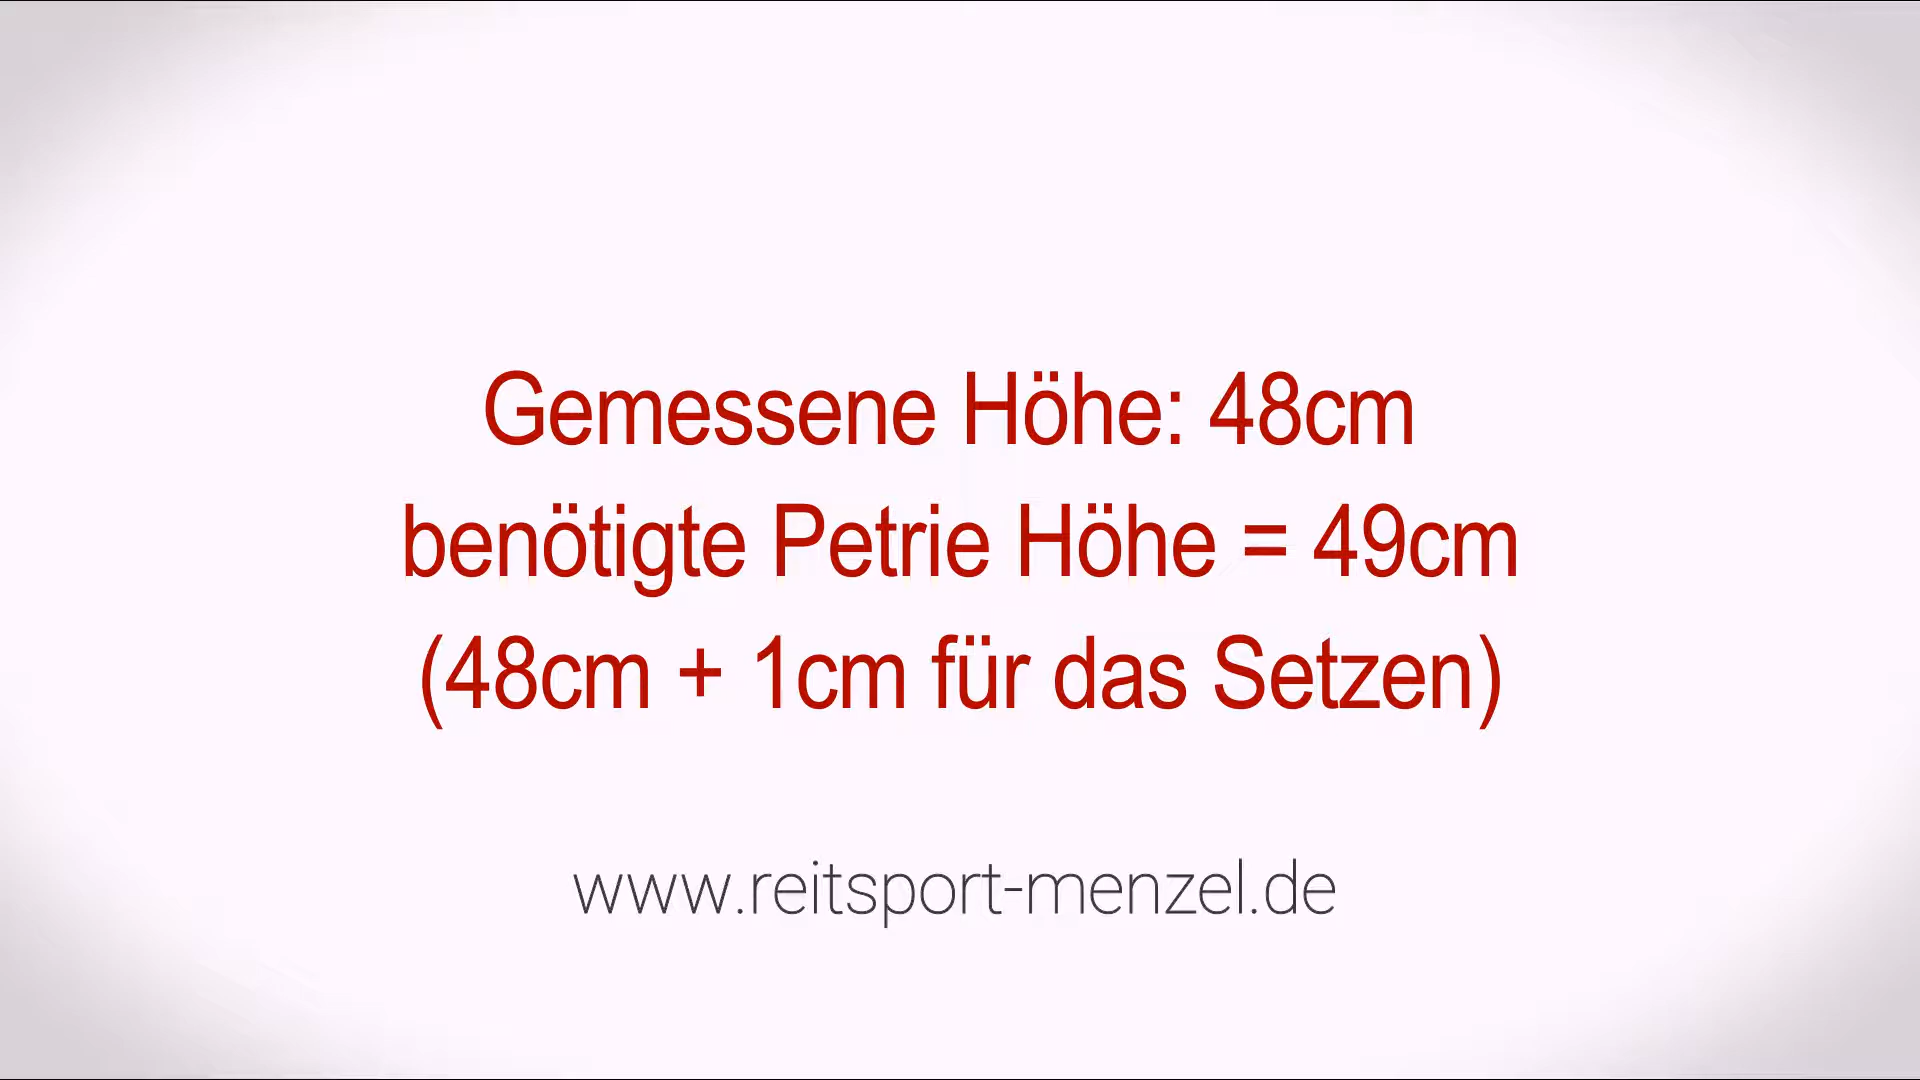 Gemessene Höhe: 48cm
benötigte Petrie Höhe = 49cm
(48cm + 1cm für das Setzen)
www.reitsport-menzel.de